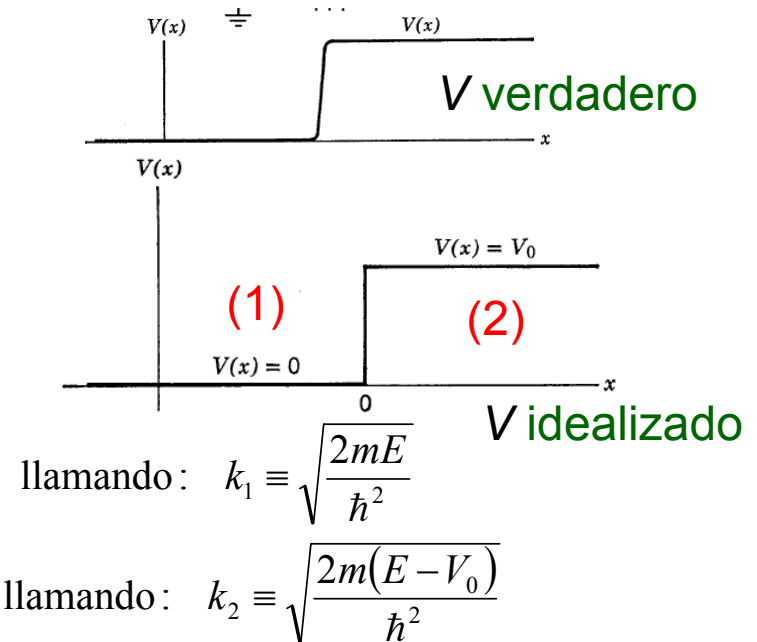 V(x) ... V(x)
V verdadero
x
V(x)
V(x) = V₀
(1) (2)
V(x) = 0
x
0
V idealizado
llamando : k₁ ≡ √(2mE/ħ²)
llamando : k₂ ≡ √(2m(E − V₀)/ħ²)